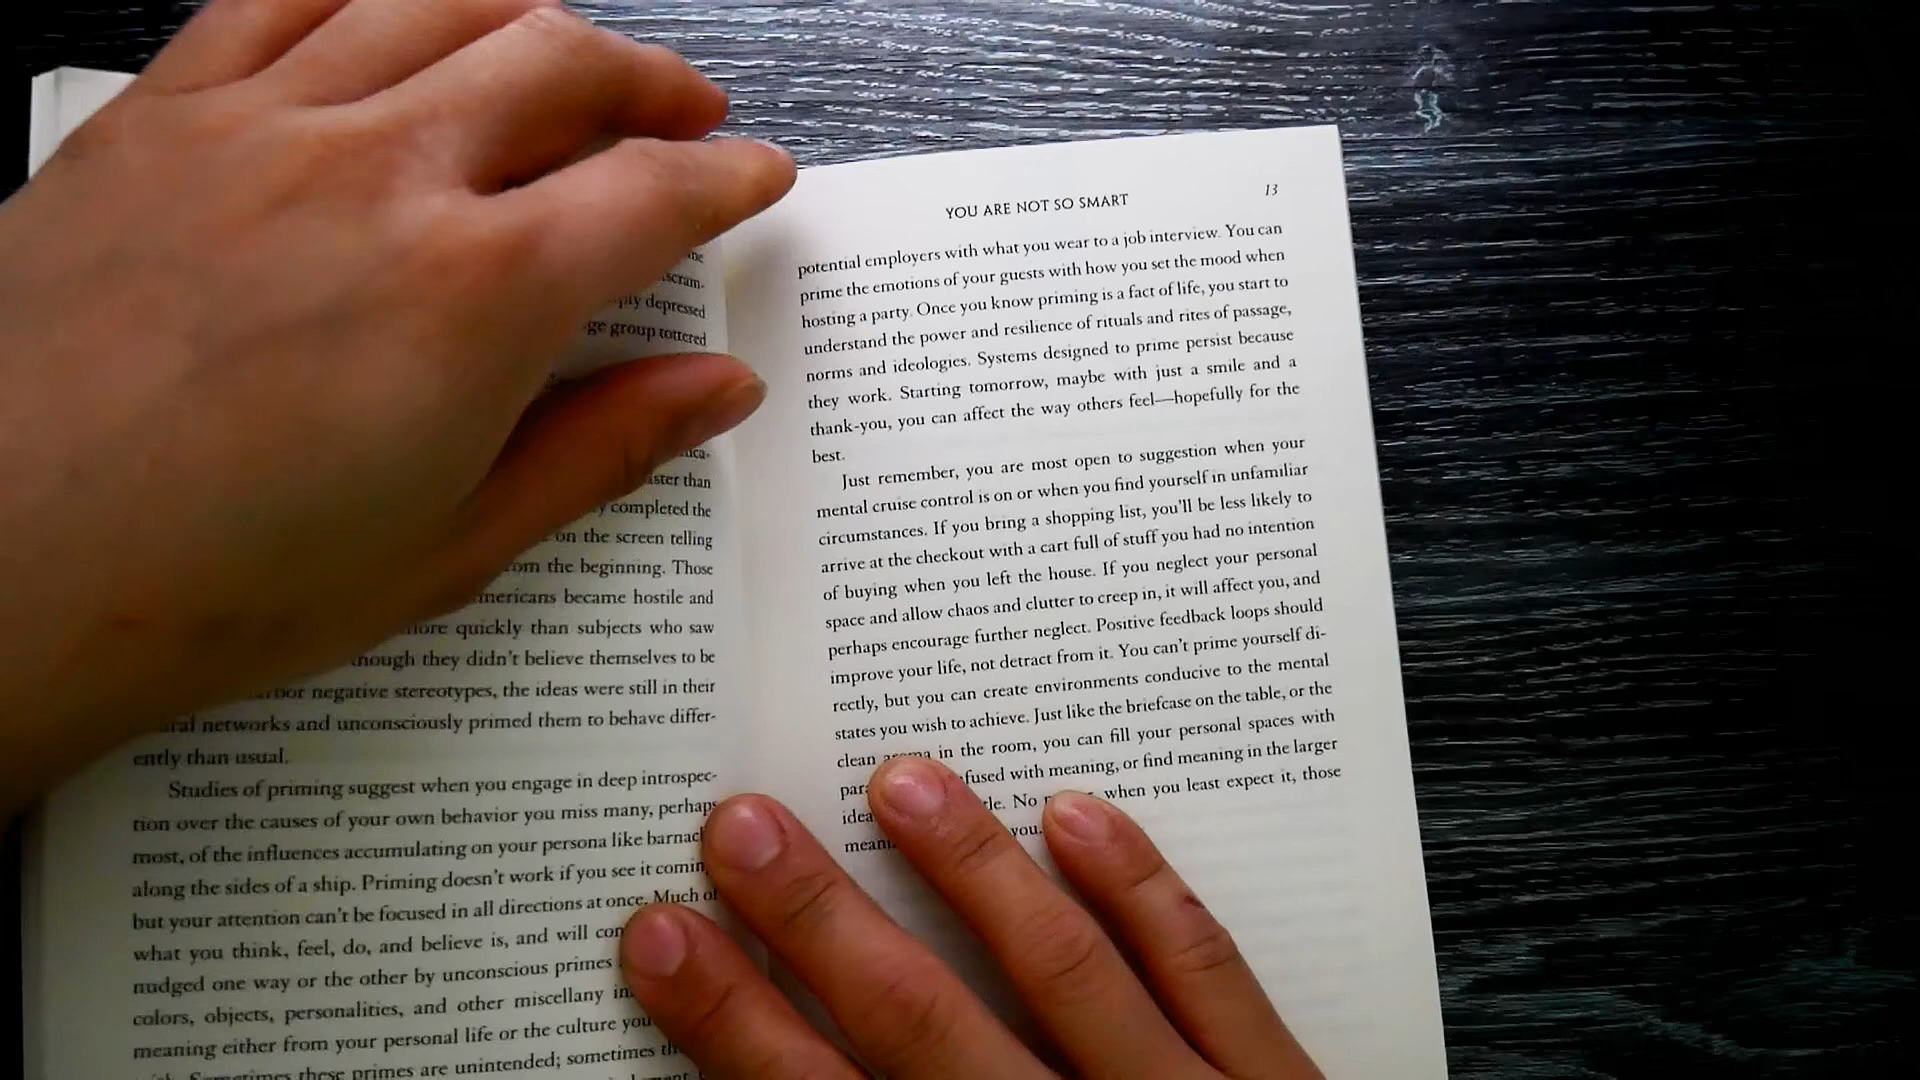 scram-
depressed
group tottered
than
completed the
on the screen telling
the beginning. Those
became hostile and
quickly than subjects who saw
they didn't believe themselves to be
negative stereotypes, the ideas were still in their
networks and unconsciously primed them to behave differ-
ently than usual.
Studies of priming suggest when you engage in deep introspec-
tion over the causes of your own behavior you miss many, perhaps
most, of the influences accumulating on your persona like
along the sides of a ship. Priming doesn't work if you see it
but your attention can't be focused in all directions at once. Much of
what you think, feel, do, and believe is, and will
nudged one way or the other by unconscious primes
colors, objects, personalities, and other miscellany
meaning either from your personal life or the culture you
Sometimes these primes are unintended; sometimes
YOU ARE NOT SO SMART 13
potential employers with what you wear to a job interview. You can
prime the emotions of your guests with how you set the mood when
hosting a party. Once you know priming is a fact of life, you start to
understand the power and resilience of rituals and rites of passage,
norms and ideologies. Systems designed to prime persist because
they work. Starting tomorrow, maybe with just a smile and a
thank-you, you can affect the way others feel—hopefully for the
best.
Just remember, you are most open to suggestion when your
mental cruise control is on or when you find yourself in unfamiliar
circumstances. If you bring a shopping list, you'll be less likely to
arrive at the checkout with a cart full of stuff you had no intention
of buying when you left the house. If you neglect your personal
space and allow chaos and clutter to creep in, it will affect you, and
perhaps encourage further neglect. Positive feedback loops should
improve your life, not detract from it. You can't prime yourself di-
rectly, but you can create environments conducive to the mental
states you wish to achieve. Just like the briefcase on the table, or the
clean aroma in the room, you can fill your personal spaces with
with meaning, or find meaning in the larger
No when you least expect it, those
you.